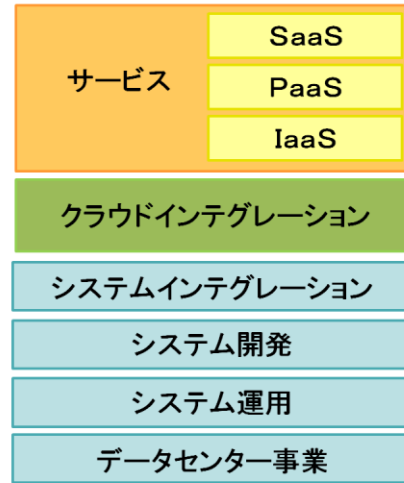 SaaS
サービス
PaaS
IaaS
クラウドインテグレーション
システムインテグレーション
システム開発
システム運用
データセンター事業